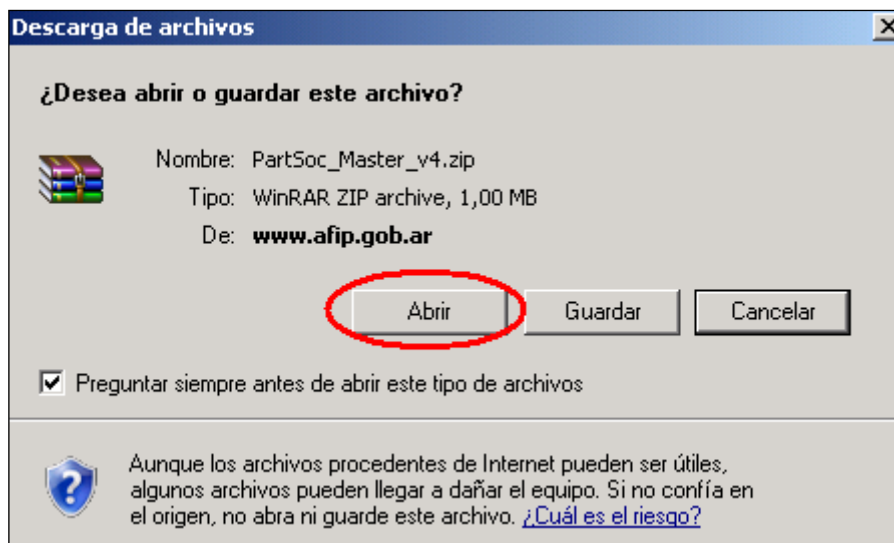 Descarga de archivos
¿Desea abrir o guardar este archivo?
Nombre: PartSoc_Master_v4.zip
Tipo: WinRAR ZIP archive, 1,00 MB
De: www.afip.gob.ar
Abrir Guardar Cancelar
Preguntar siempre antes de abrir este tipo de archivos
Aunque los archivos procedentes de Internet pueden ser útiles,
algunos archivos pueden llegar a dañar el equipo. Si no confía en
el origen, no abra ni guarde este archivo. ¿Cuál es el riesgo?